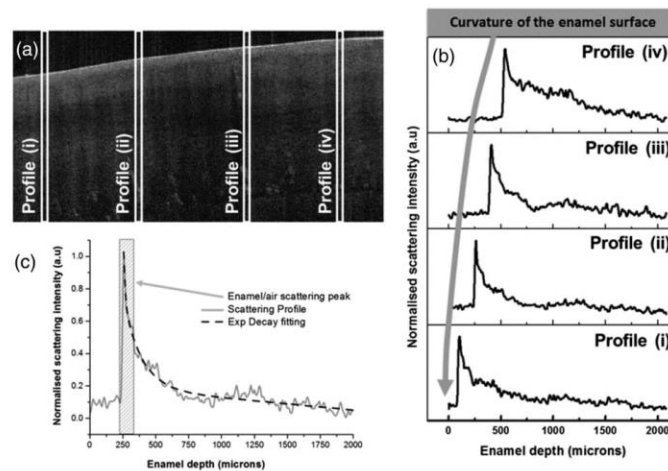 (a)
Profile (i)
Profile (ii)
Profile (iii)
Profile (iv)
Curvature of the enamel surface
(b)
Profile (iv)
Profile (iii)
Profile (ii)
Profile (i)
Normalised scattering intensity (a.u)
0 500 1000 1500 2000
Enamel depth (microns)
(c)
Normalised scattering intensity (a.u)
1.0
0.8
0.6
0.4
0.2
0.0
Enamel/air scattering peak
Scattering Profile
Exp Decay fitting
0 250 500 750 1000 1250 1500 1750 2000
Enamel depth (microns)